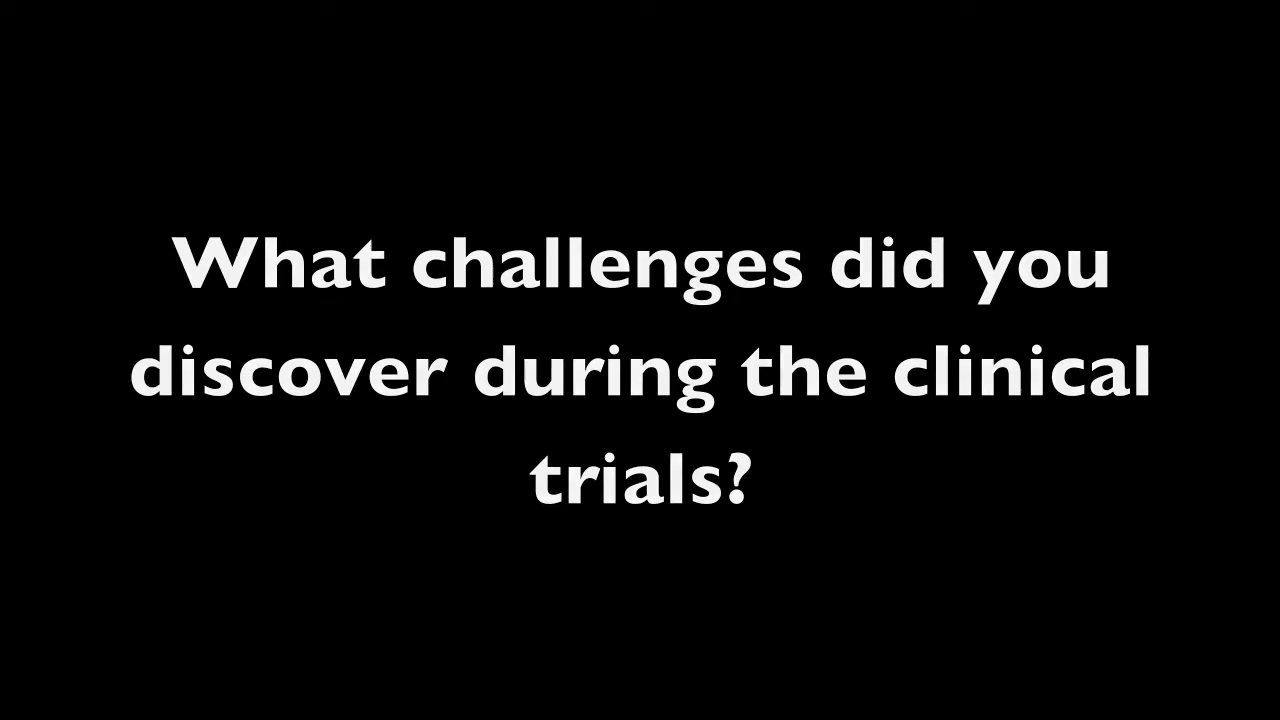 What challenges did you
discover during the clinical
trials?